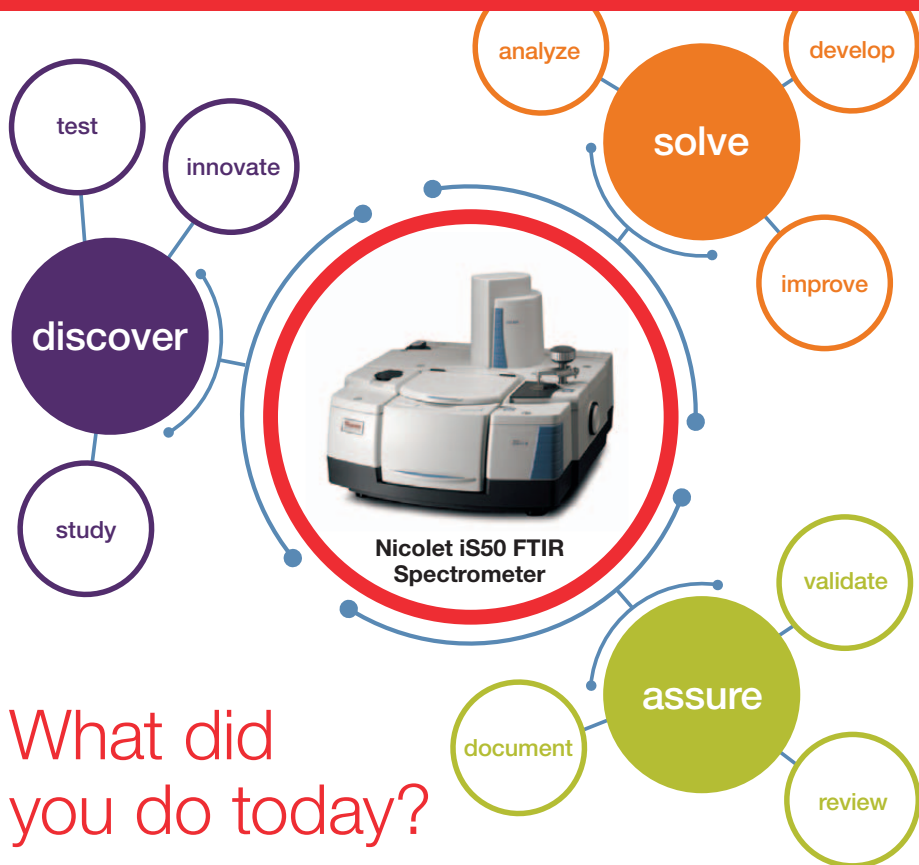 analyze
develop
solve
improve
test
innovate
discover
study
Nicolet iS50 FTIR
Spectrometer
validate
assure
document
review
What did
you do today?